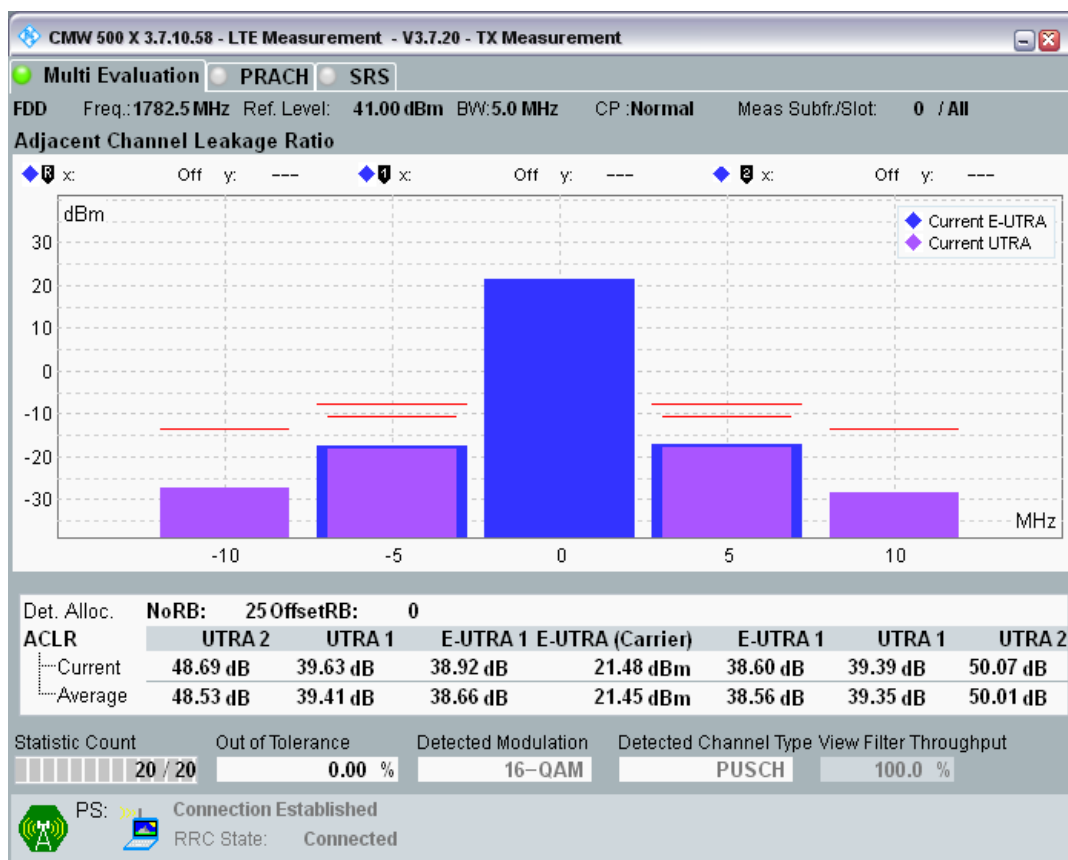 CMW 500 X 3.7.10.58 - LTE Measurement - V3.7.20 - TX Measurement
Multi Evaluation PRACH SRS
FDD Freq.: 1782.5 MHz Ref. Level: 41.00 dBm BW: 5.0 MHz CP : Normal Meas Subfr./Slot: 0 / All
Adjacent Channel Leakage Ratio
R x: Off y: --- 1 x: Off y: --- 2 x: Off y: ---
dBm
Current E-UTRA
Current UTRA
30
20
10
0
-10
-20
-30
MHz
-10 -5 0 5 10
Det. Alloc. NoRB: 25 OffsetRB: 0
ACLR UTRA 2 UTRA 1 E-UTRA 1 E-UTRA (Carrier) E-UTRA 1 UTRA 1 UTRA 2
Current 48.69 dB 39.63 dB 38.92 dB 21.48 dBm 38.60 dB 39.39 dB 50.07 dB
Average 48.53 dB 39.41 dB 38.66 dB 21.45 dBm 38.56 dB 39.35 dB 50.01 dB
Statistic Count Out of Tolerance Detected Modulation Detected Channel Type View Filter Throughput
20 / 20 0.00 % 16-QAM PUSCH 100.0 %
PS: Connection Established
RRC State: Connected